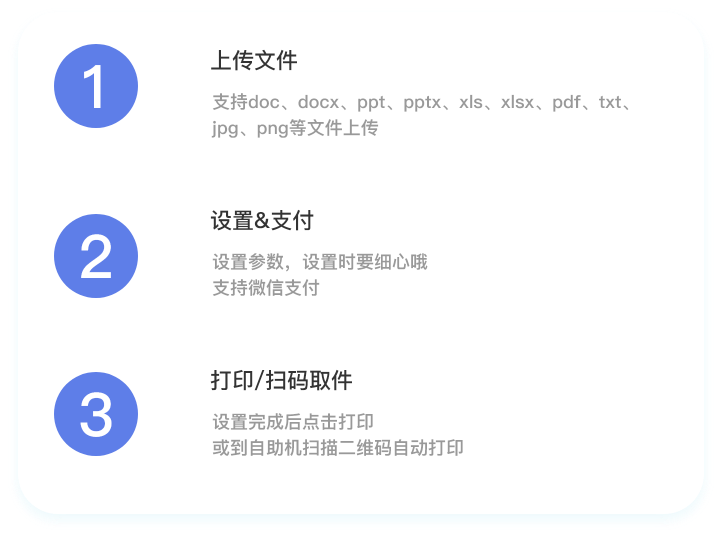 1
上传文件
支持doc、docx、ppt、pptx、xls、xlsx、pdf、txt、
jpg、png等文件上传
2
设置&支付
设置参数，设置时要细心哦
支持微信支付
3
打印/扫码取件
设置完成后点击打印
或到自助机扫描二维码自动打印